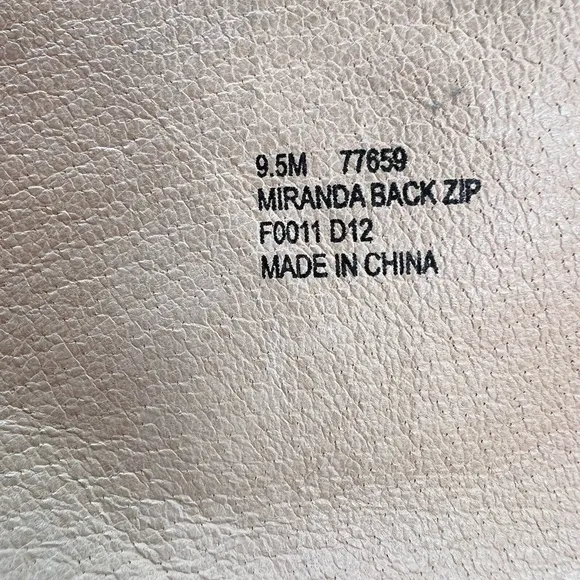 9.5M 77659
MIRANDA BACK ZIP
F0011 D12
MADE IN CHINA